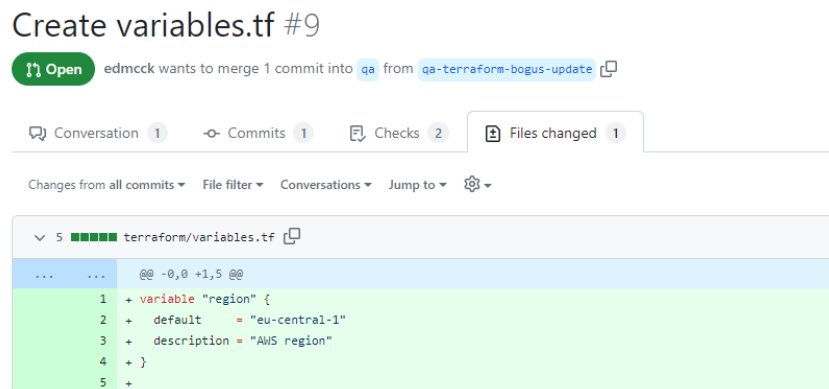 Create variables.tf #9
Open edmcck wants to merge 1 commit into qa from qa-terraform-bogus-update
Conversation 1 Commits 1 Checks 2 Files changed 1
Changes from all commits File filter Conversations Jump to
5 terraform/variables.tf
... ... @@ -0,0 +1,5 @@
1 + variable "region" {
2 + default = "eu-central-1"
3 + description = "AWS region"
4 + }
5 +